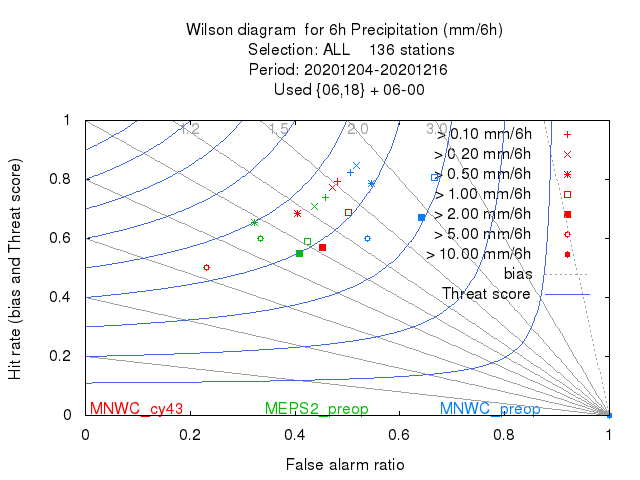 Wilson diagram for 6h Precipitation (mm/6h)
Selection: ALL 136 stations
Period: 20201204-20201216
Used {06,18} + 06-00
1.2 1.5 2.0 3.0
> 0.10 mm/6h
> 0.20 mm/6h
> 0.50 mm/6h
> 1.00 mm/6h
> 2.00 mm/6h
> 5.00 mm/6h
> 10.00 mm/6h
bias
Threat score
Hit rate (bias and Threat score)
1
0.8
0.6
0.4
0.2
0
MNWC_cy43 MEPS2_preop MNWC_preop
0 0.2 0.4 0.6 0.8 1
False alarm ratio